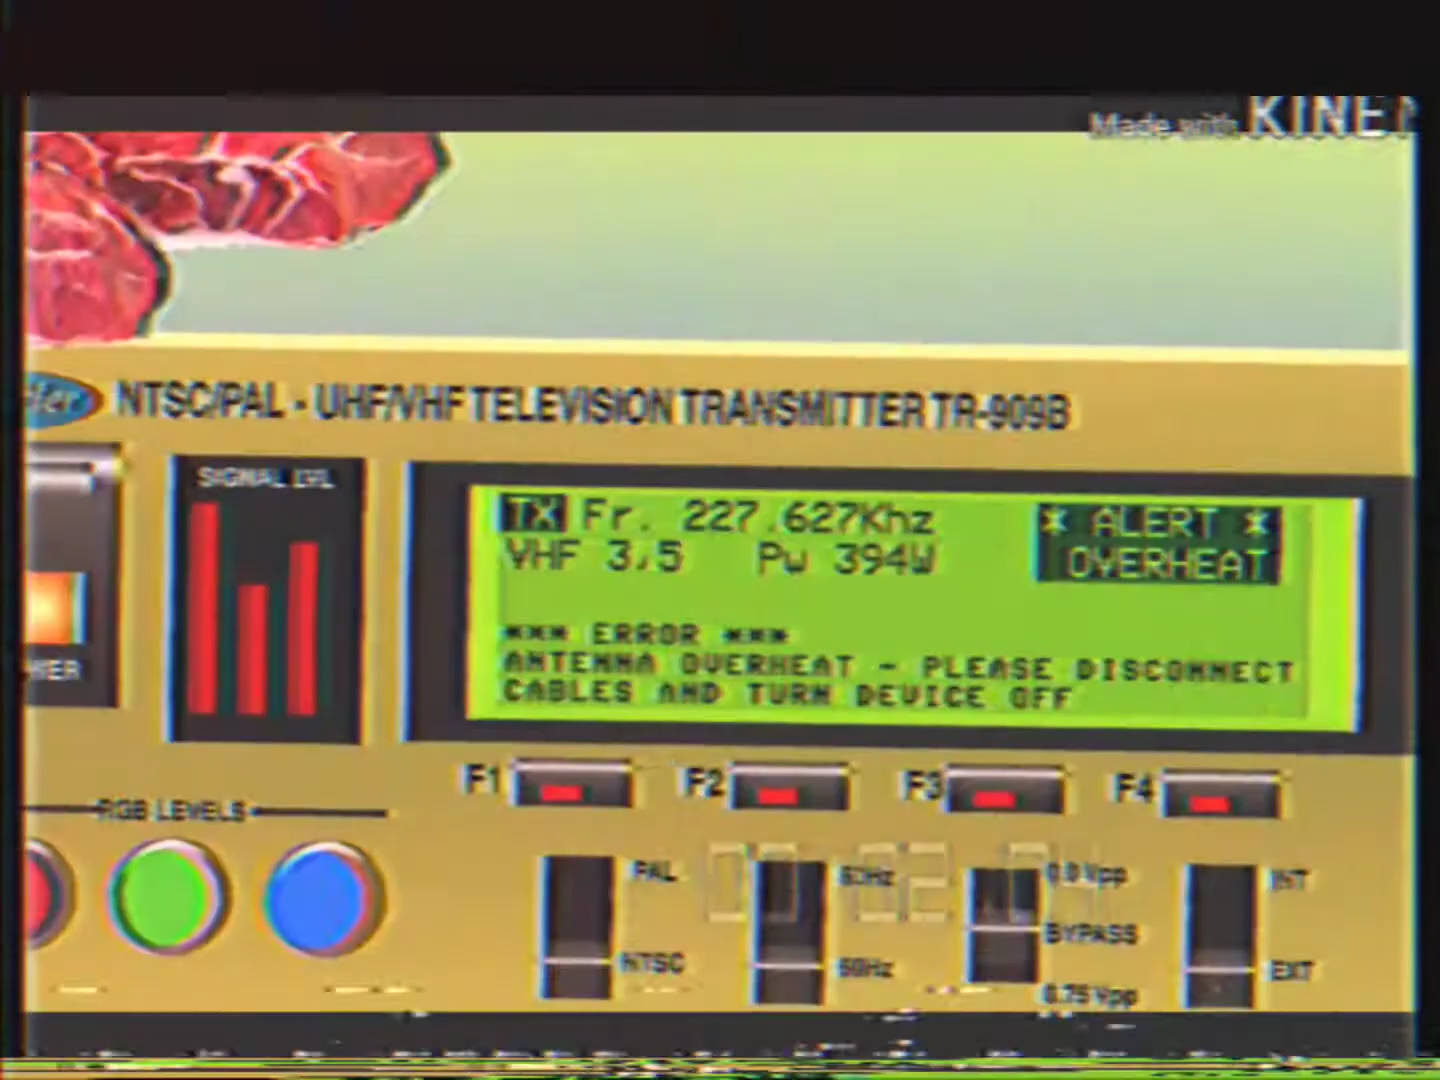 Made with KINE
NTSC/PAL - UHF/VHF TELEVISION TRANSMITTER TR-909B
SIGNAL LVL
TX Fr. 227.627Khz
* ALERT *
VHF 3,5 Pw 394W
OVERHEAT
*** ERROR ***
ANTENNA OVERHEAT - PLEASE DISCONNECT
CABLES AND TURN DEVICE OFF
F1 F2 F3 F4
RGB LEVELS
PAL
INT
BYPASS
NTSC
60Hz
EXT
0.75 Vpp